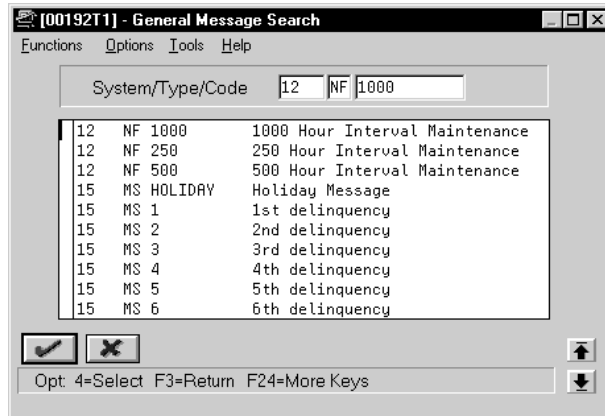 [00192T1] - General Message Search
Functions Options Tools Help
System/Type/Code 12 NF 1000
12 NF 1000 1000 Hour Interval Maintenance
12 NF 250 250 Hour Interval Maintenance
12 NF 500 500 Hour Interval Maintenance
15 MS HOLIDAY Holiday Message
15 MS 1 1st delinquency
15 MS 2 2nd delinquency
15 MS 3 3rd delinquency
15 MS 4 4th delinquency
15 MS 5 5th delinquency
15 MS 6 6th delinquency
Opt: 4=Select F3=Return F24=More Keys